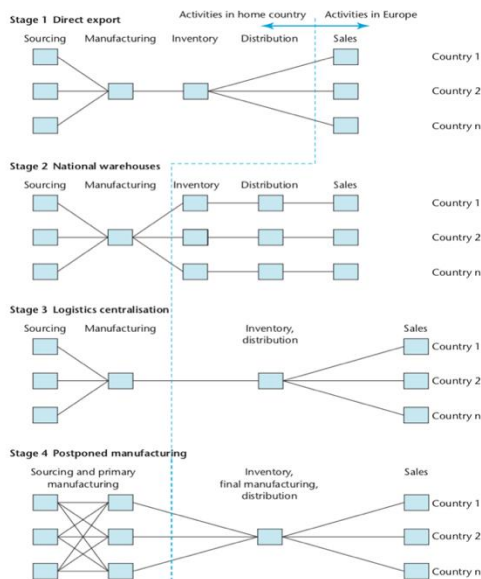 Stage 1 Direct export
Activities in home country
Activities in Europe
Sourcing Manufacturing Inventory Distribution Sales
Country 1
Country 2
Country n
Stage 2 National warehouses
Sourcing Manufacturing Inventory Distribution Sales
Country 1
Country 2
Country n
Stage 3 Logistics centralisation
Sourcing Manufacturing Inventory, Sales
distribution
Country 1
Country 2
Country n
Stage 4 Postponed manufacturing
Sourcing and primary Inventory, Sales
manufacturing final manufacturing,
distribution
Country 1
Country 2
Country n